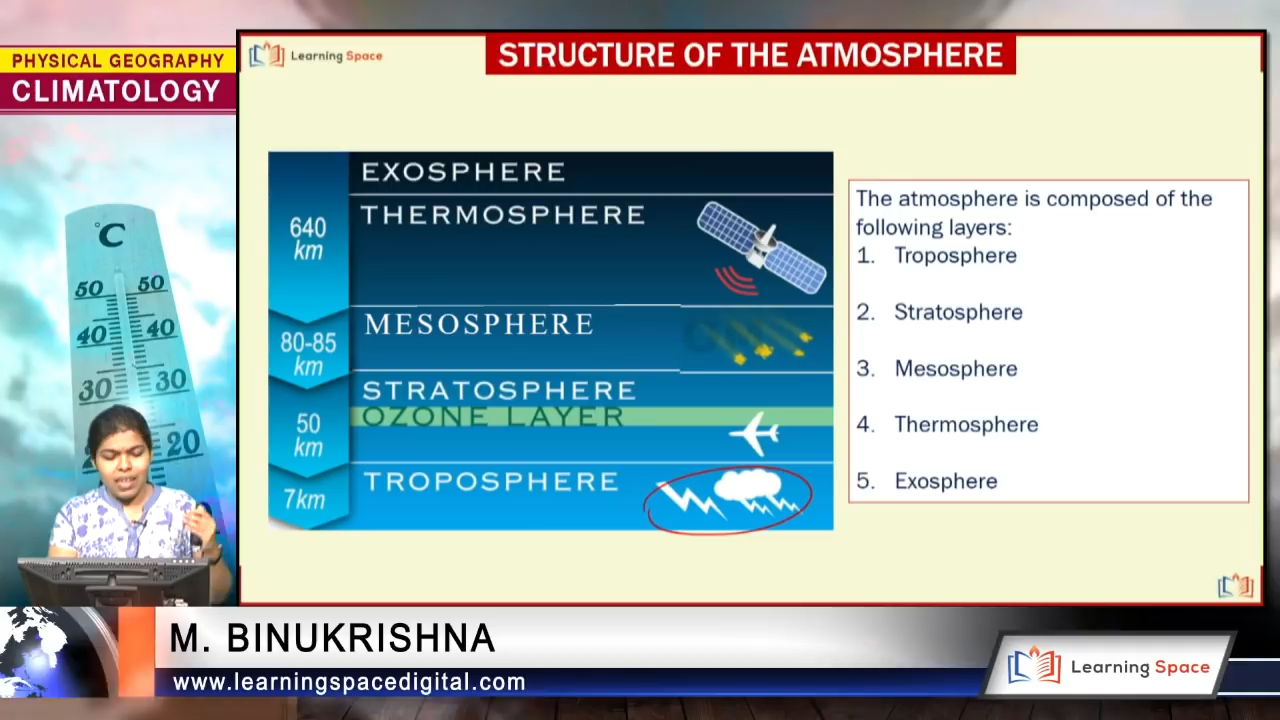 PHYSICAL GEOGRAPHY
CLIMATOLOGY
Learning Space
STRUCTURE OF THE ATMOSPHERE
°C
50 50
40 40
30 30
20
EXOSPHERE
THERMOSPHERE
640
km
MESOSPHERE
80-85
km
STRATOSPHERE
OZONE LAYER
50
km
TROPOSPHERE
7km
The atmosphere is composed of the
following layers:
1. Troposphere
2. Stratosphere
3. Mesosphere
4. Thermosphere
5. Exosphere
M. BINUKRISHNA
www.learningspacedigital.com
Learning Space